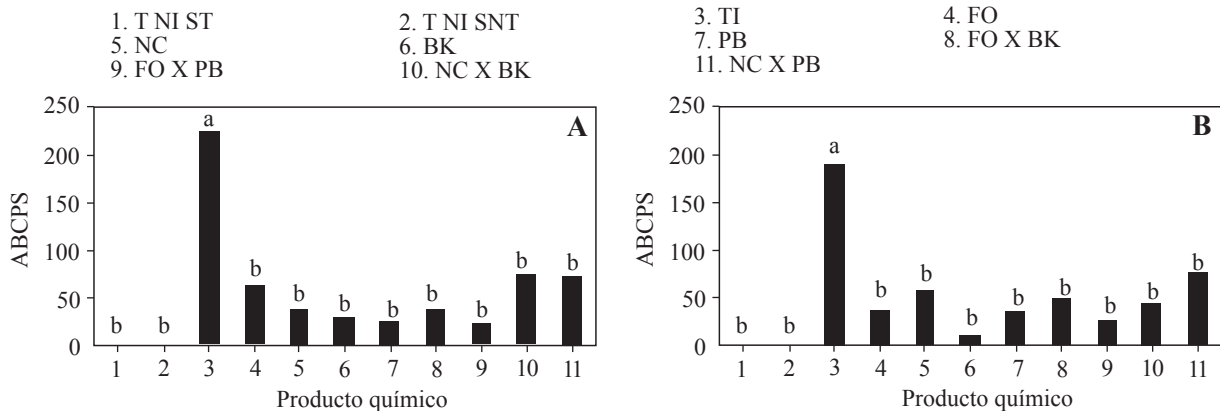 1. T NI ST 2. T NI SNT 3. TI 4. FO
5. NC 6. BK 7. PB 8. FO X BK
9. FO X PB 10. NC X BK 11. NC X PB
A
250
200
150
100
50
0
ABCPS
b b a b b b b b b b b
1 2 3 4 5 6 7 8 9 10 11
Producto químico
B
250
200
150
100
50
0
ABCPS
b b a b b b b b b b b
1 2 3 4 5 6 7 8 9 10 11
Producto químico